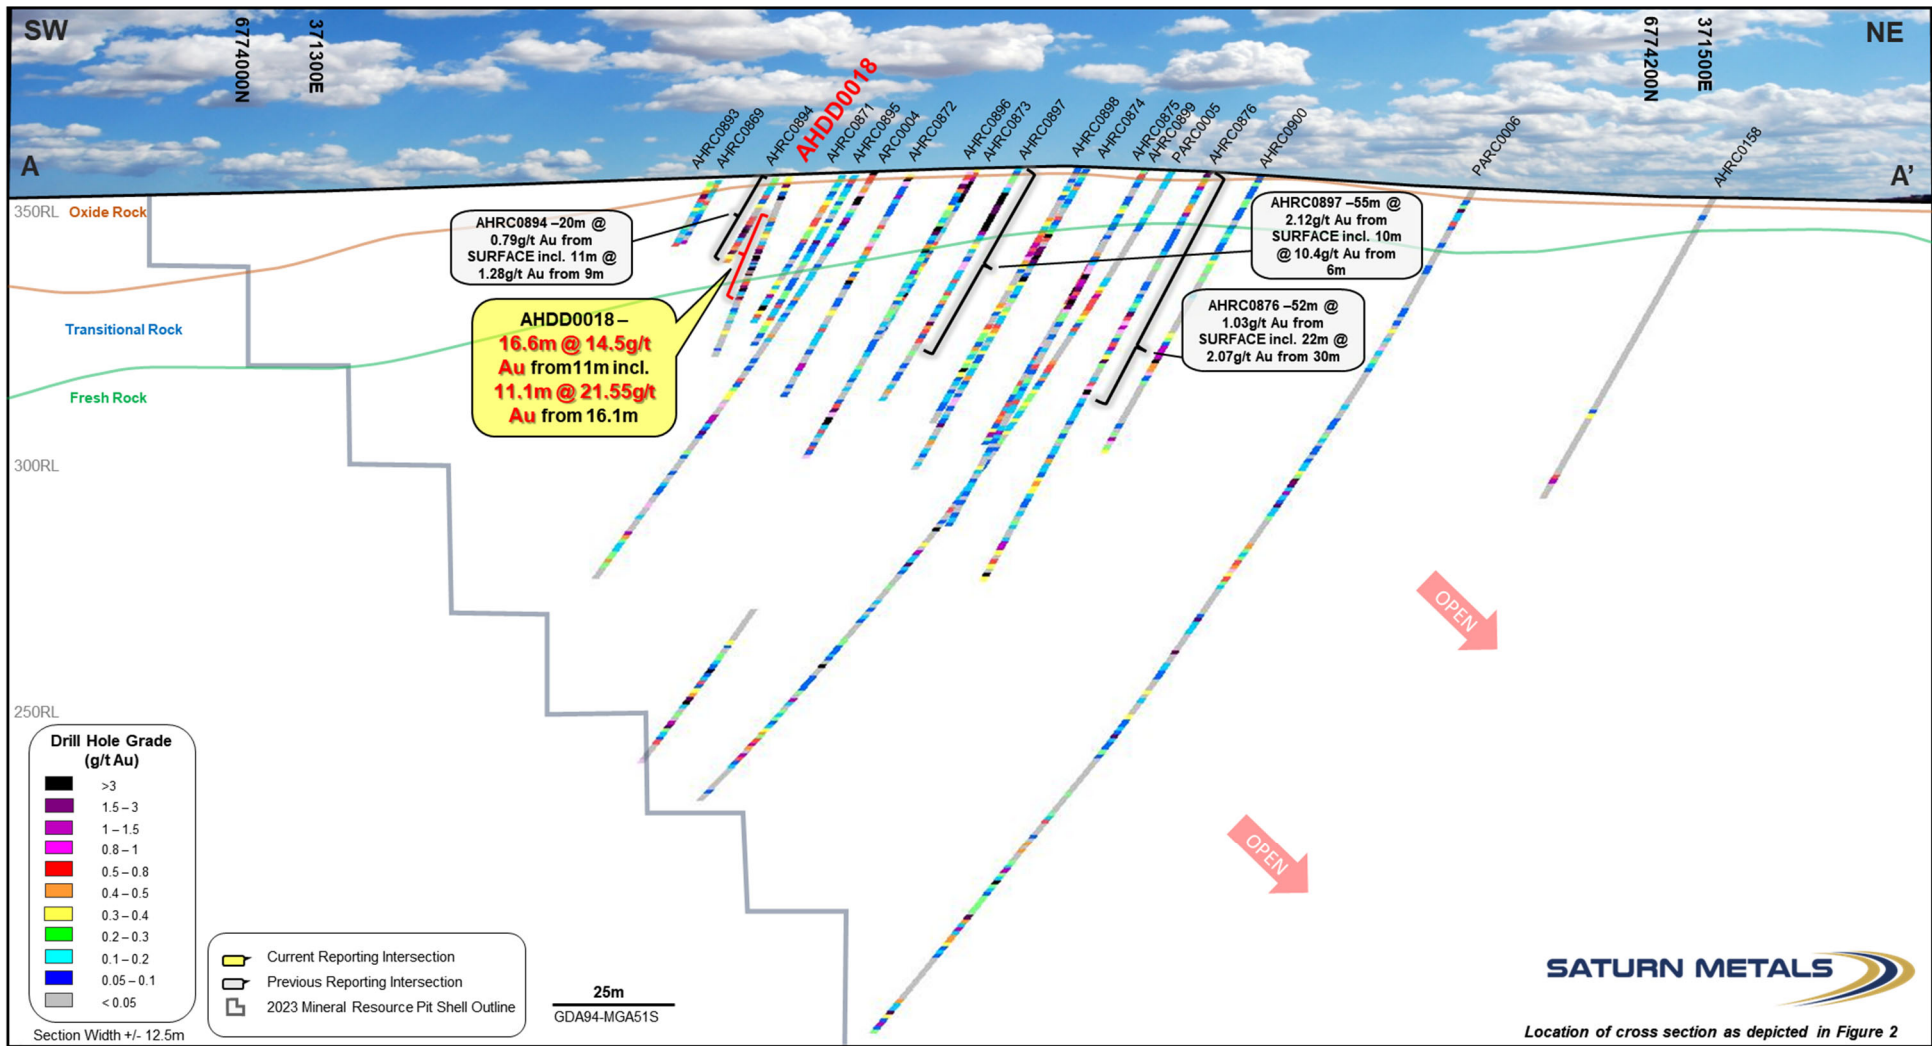 SW
NE
6774000N
371300E
6774200N
371500E
A
A’
AHRC0893
AHRC0869
AHRC0894
AHDD0018
AHRC0871
AHRC0895
ARC0004
AHRC0872
AHRC0896
AHRC0873
AHRC0897
AHRC0898
AHRC0874
AHRC0875
AHRC0899
PARC0005
AHRC0876
AHRC0900
PARC0006
AHRC0158
350RL
Oxide Rock
Transitional Rock
Fresh Rock
300RL
250RL
AHRC0894 –20m @
0.79g/t Au from
SURFACE incl. 11m @
1.28g/t Au from 9m
AHDD0018 –
16.6m @ 14.5g/t
Au from11m incl.
11.1m @ 21.55g/t
Au from 16.1m
AHRC0897 –55m @
2.12g/t Au from
SURFACE incl. 10m
@ 10.4g/t Au from
6m
AHRC0876 –52m @
1.03g/t Au from
SURFACE incl. 22m @
2.07g/t Au from 30m
OPEN
OPEN
Drill Hole Grade
(g/t Au)
>3
1.5 – 3
1 – 1.5
0.8 – 1
0.5 – 0.8
0.4 – 0.5
0.3 – 0.4
0.2 – 0.3
0.1 – 0.2
0.05 – 0.1
< 0.05
Section Width +/- 12.5m
Current Reporting Intersection
Previous Reporting Intersection
2023 Mineral Resource Pit Shell Outline
25m
GDA94-MGA51S
SATURN METALS
Location of cross section as depicted in Figure 2